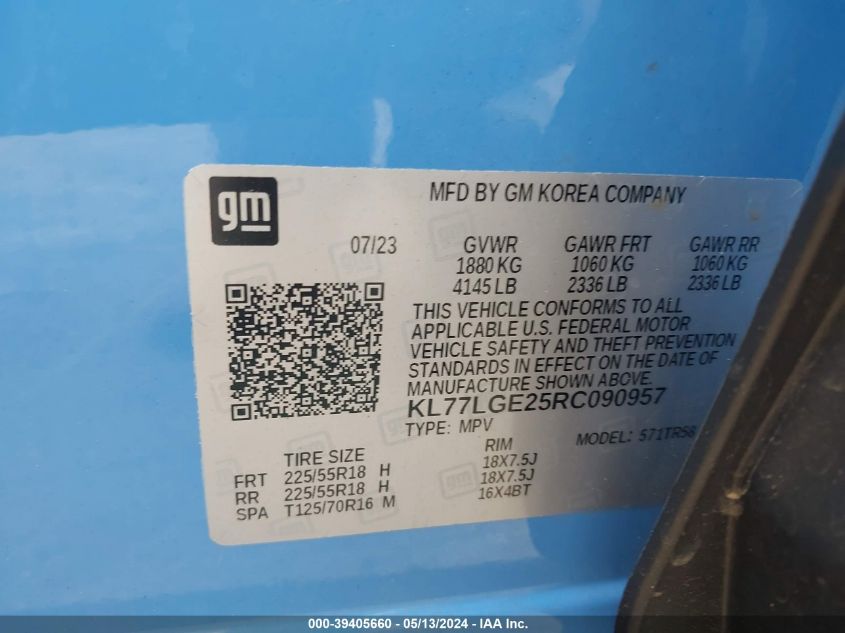 gm
MFD BY GM KOREA COMPANY
07/23 GVWR GAWR FRT GAWR RR
1880 KG 1060 KG 1060 KG
4145 LB 2336 LB 2336 LB
THIS VEHICLE CONFORMS TO ALL
APPLICABLE U.S. FEDERAL MOTOR
VEHICLE SAFETY AND THEFT PREVENTION
STANDARDS IN EFFECT ON THE DATE OF
MANUFACTURE SHOWN ABOVE.
KL77LGE25RC090957
TYPE: MPV MODEL: 571TR58
TIRE SIZE RIM
FRT 225/55R18 H 18X7.5J
RR 225/55R18 H 18X7.5J
SPA T125/70R16 M 16X4BT
000-39405660 - 05/13/2024 - IAA Inc.